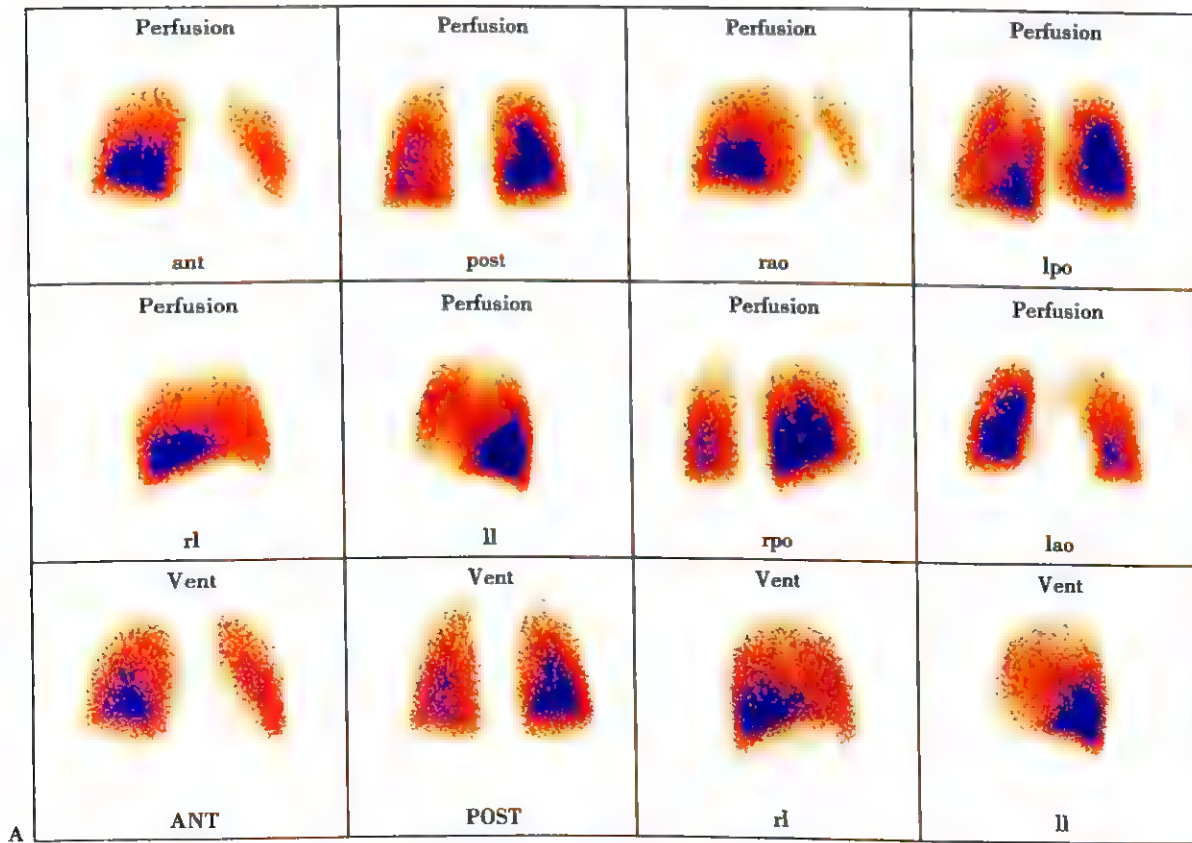 Perfusion Perfusion Perfusion Perfusion
ant post rao lpo
Perfusion Perfusion Perfusion Perfusion
rl ll rpo lao
Vent Vent Vent Vent
A ANT POST rl ll